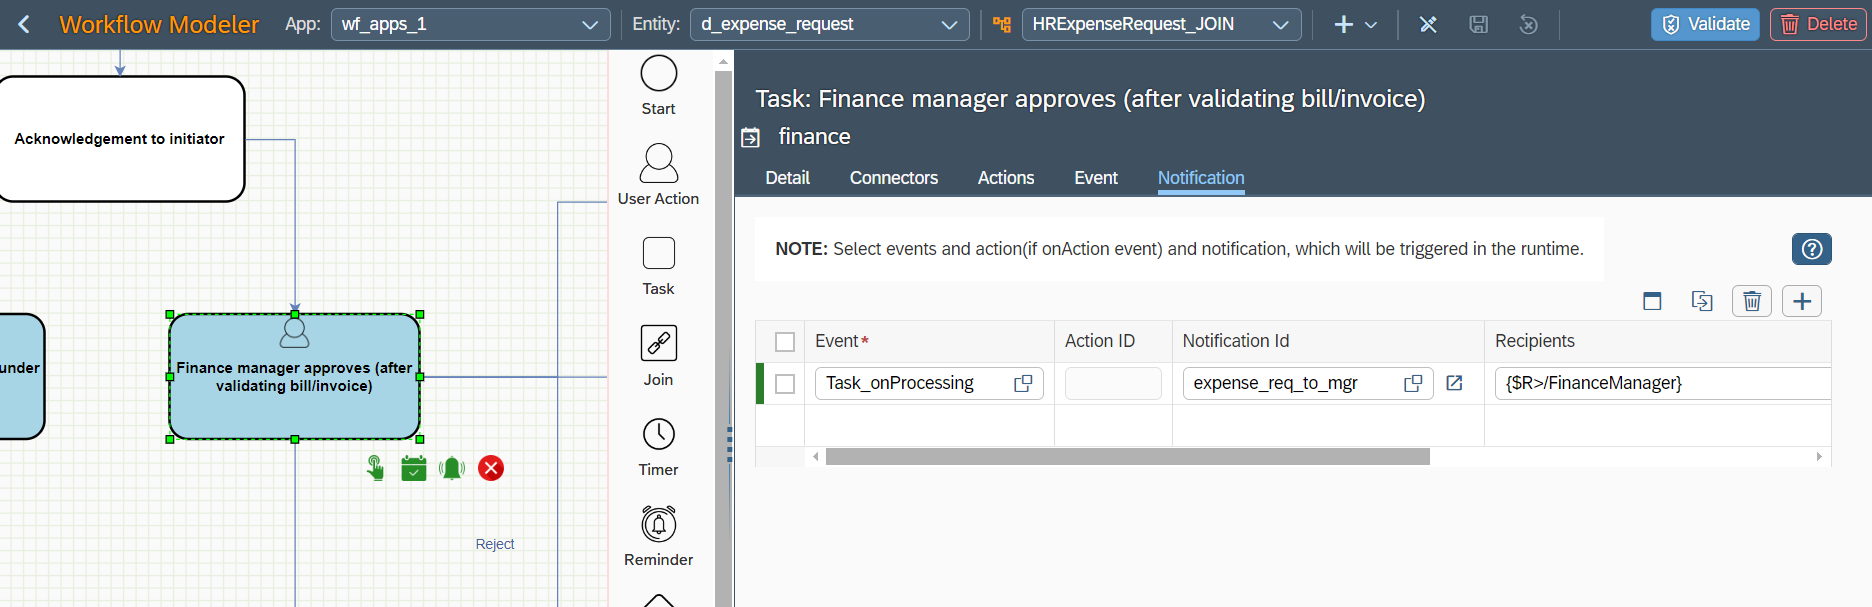 Workflow Modeler App: wf_apps_1 Entity: d_expense_request HRExpenseRequest_JOIN Validate Delete
Acknowledgement to initiator
under
Finance manager approves (after
validating bill/invoice)
Reject
Start
User Action
Task
Join
Timer
Reminder
Task: Finance manager approves (after validating bill/invoice)
finance
Detail Connectors Actions Event Notification
NOTE: Select events and action(if onAction event) and notification, which will be triggered in the runtime.
Event* Action ID Notification Id Recipients
Task_onProcessing expense_req_to_mgr {$R>/FinanceManager}